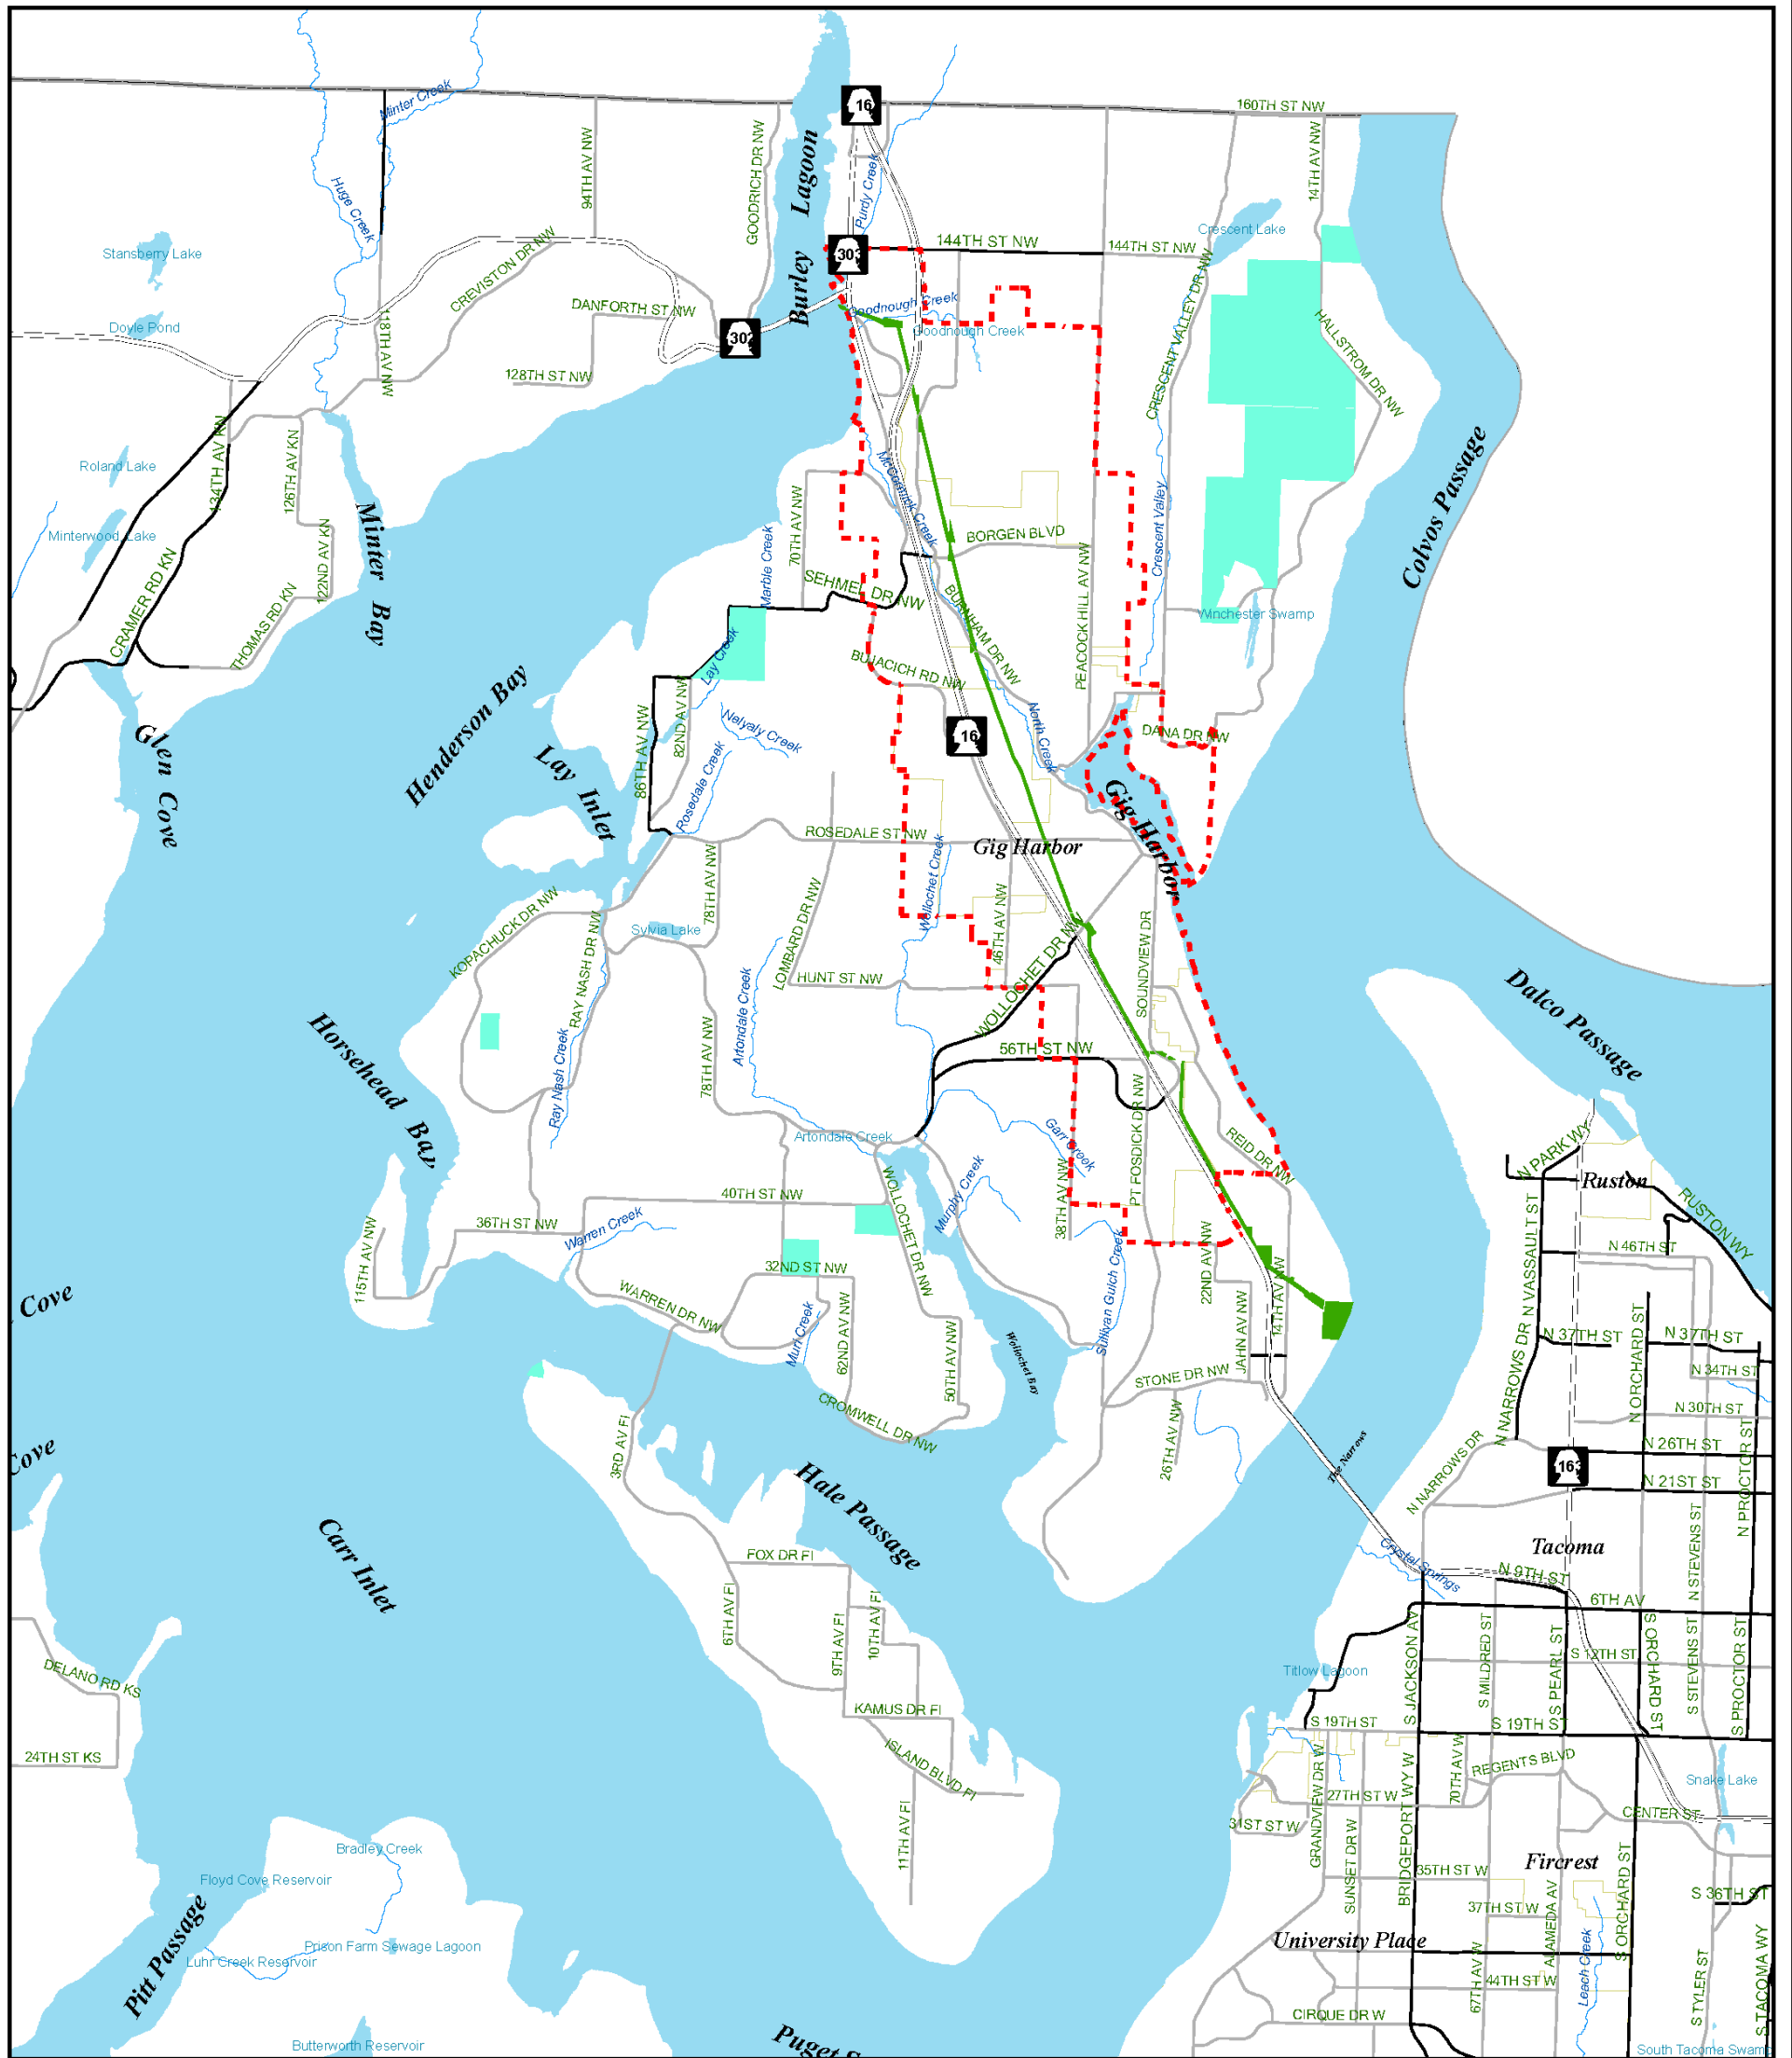 16
160TH ST NW
Minter Creek
Huge Creek
94TH AV NW
GOODRICH DR NW
Burley Lagoon
Purdy Creek
14TH AV NW
Crescent Lake
Stansberry Lake
CREVISTON DR NW
303
144TH ST NW
144TH ST NW
CRESCENT VALLEY DR NW
Doyle Pond
118TH AV NW
DANFORTH ST NW
302
128TH ST NW
Goodnough Creek
Goodnough Creek
HALLSTROM DR NW
Colvos Passage
134TH AV KN
126TH AV KN
Roland Lake
Minterwood Lake
122ND AV KN
CRAMER RD KN
THOMAS RD KN
Minter Bay
70TH AV NW
Marble Creek
McCormick Creek
BORGEN BLVD
SEHMEL DR NW
BURNHAM DR NW
PEACOCK HILL AV NW
Crescent Valley
Winchester Swamp
Lay Creek
BUJACICH RD NW
Glen Cove
Henderson Bay
Lay Inlet
86TH AV NW
82ND AV NW
Nelyaly Creek
Rosedale Creek
16
North Creek
DANA DR NW
Gig Harbor
ROSEDALE ST NW
Gig Harbor
Wollochet Creek
78TH AV NW
LOMBARD DR NW
46TH AV NW
SOUNDVIEW DR
KOPACHUCK DR NW
RAY NASH DR NW
Sylvia Lake
HUNT ST NW
WOLLOCHET DR NW
Dalco Passage
Horsehead Bay
Ray Nash Creek
78TH AV NW
Artondale Creek
56TH ST NW
Artondale Creek
Garr Creek
PT FOSDICK DR NW
REID DR NW
N PARK WY
Ruston
RUSTON WY
38TH AV NW
Murphy Creek
WOLLOCHET DR NW
40TH ST NW
36TH ST NW
Warren Creek
115TH AV NW
32ND ST NW
WARREN DR NW
Murl Creek
62ND AV NW
50TH AV NW
Wollochet Bay
Sullivan Gulch Creek
22ND AV NW
JAHN AV NW
14TH AV NW
STONE DR NW
26TH AV NW
CROMWELL DR NW
3RD AV FI
Hale Passage
The Narrows
N VASSAULT ST
N NARROWS DR
N 46TH ST
N 37TH ST
N 37TH ST
N ORCHARD ST
N 34TH ST
N 30TH ST
N 26TH ST
N 21ST ST
N PROCTOR ST
N NARROWS DR
163
Cove
Cove
Carr Inlet
Tacoma
Crystal Springs
N 9TH ST
N STEVENS ST
6TH AV
FOX DR FI
6TH AV FI
9TH AV FI
10TH AV FI
KAMUS DR FI
ISLAND BLVD FI
11TH AV FI
DELANO RD KS
24TH ST KS
Titlow Lagoon
S JACKSON AV
S MILDRED ST
S PEARL ST
S 12TH ST
S ORCHARD ST
S STEVENS ST
S PROCTOR ST
S 19TH ST
S 19TH ST
GRANDVIEW DR W
27TH ST W
31ST ST W
SUNSET DR W
BRIDGEPORT WY W
70TH AV W
REGENTS BLVD
Snake Lake
CENTER ST
35TH ST W
Fircrest
37TH ST W
ALAMEDA AV
S ORCHARD ST
S 36TH ST
University Place
67TH AV W
44TH ST W
Leach Creek
S TYLER ST
S TACOMA WY
CIRQUE DR W
South Tacoma Swamp
Bradley Creek
Floyd Cove Reservoir
Pitt Passage
Prison Farm Sewage Lagoon
Luhr Creek Reservoir
Butterworth Reservoir
Puget S